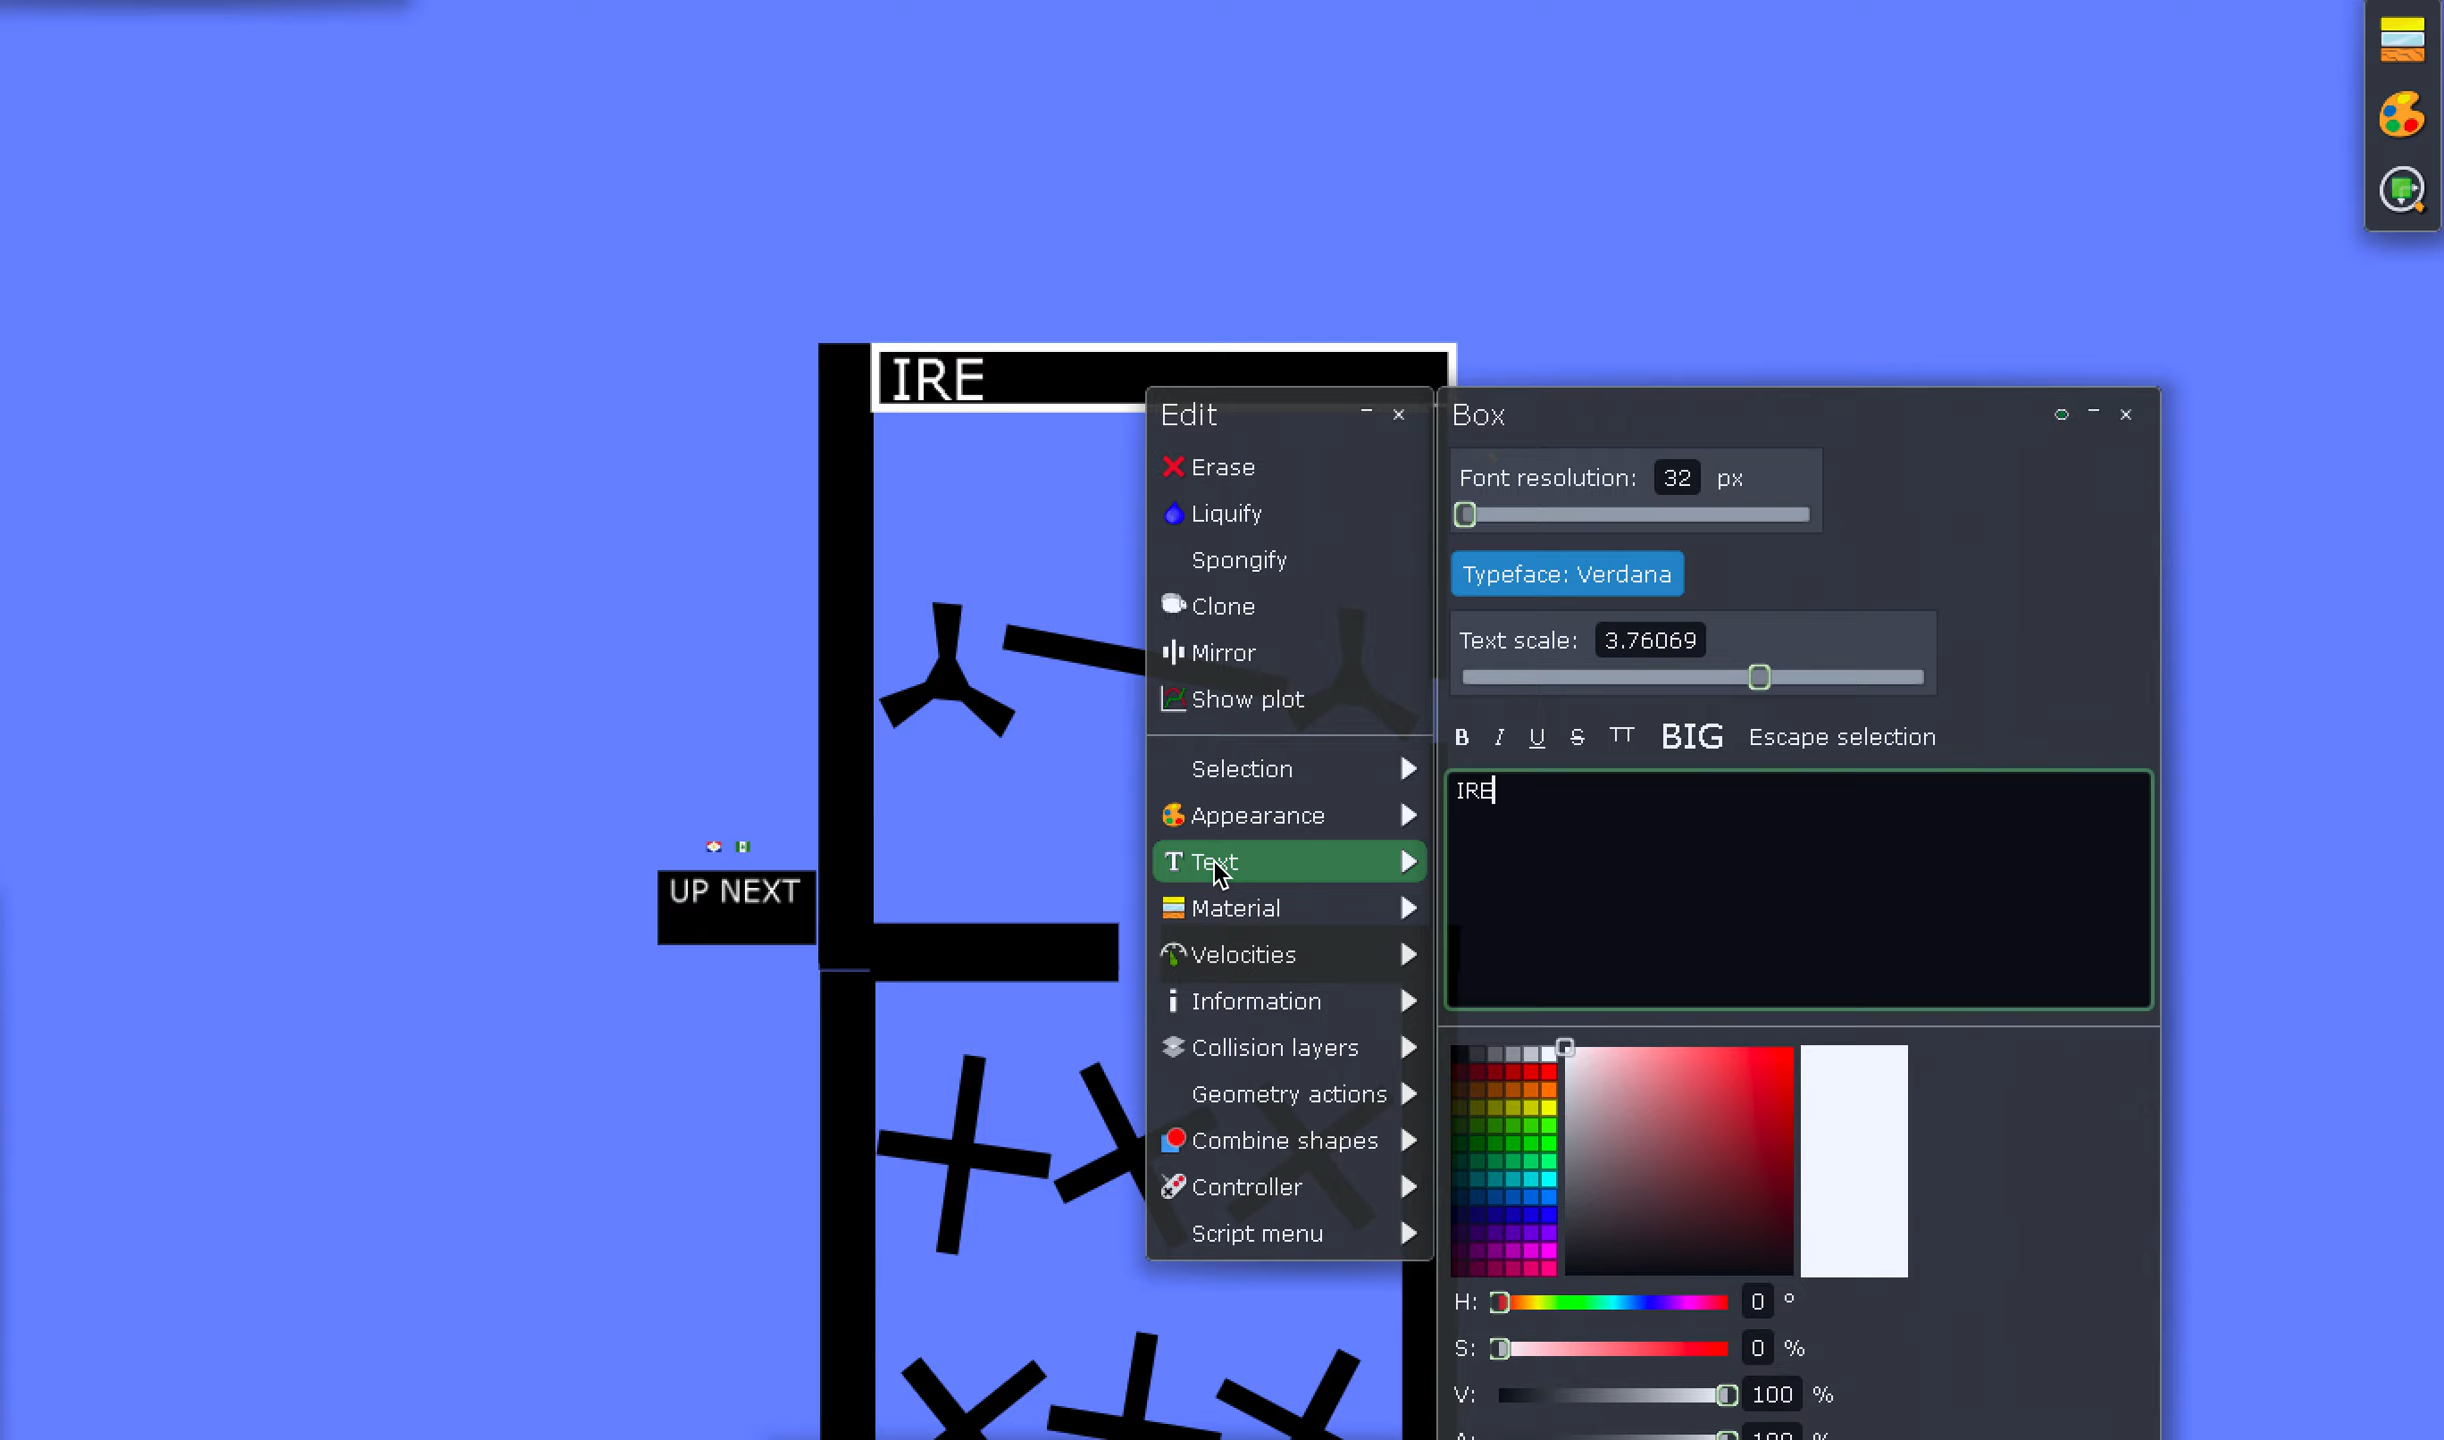 IRE
Edit
Box
Erase
Font resolution: 32 px
Liquify
Spongify
Typeface: Verdana
Clone
Text scale: 3.76069
Mirror
Show plot
B I U S TT BIG Escape selection
Selection
IRE
Appearance
Text
UP NEXT
Material
Velocities
Information
Collision layers
Geometry actions
Combine shapes
Controller
Script menu
H: 0 °
S: 0 %
V: 100 %
A: 100 %